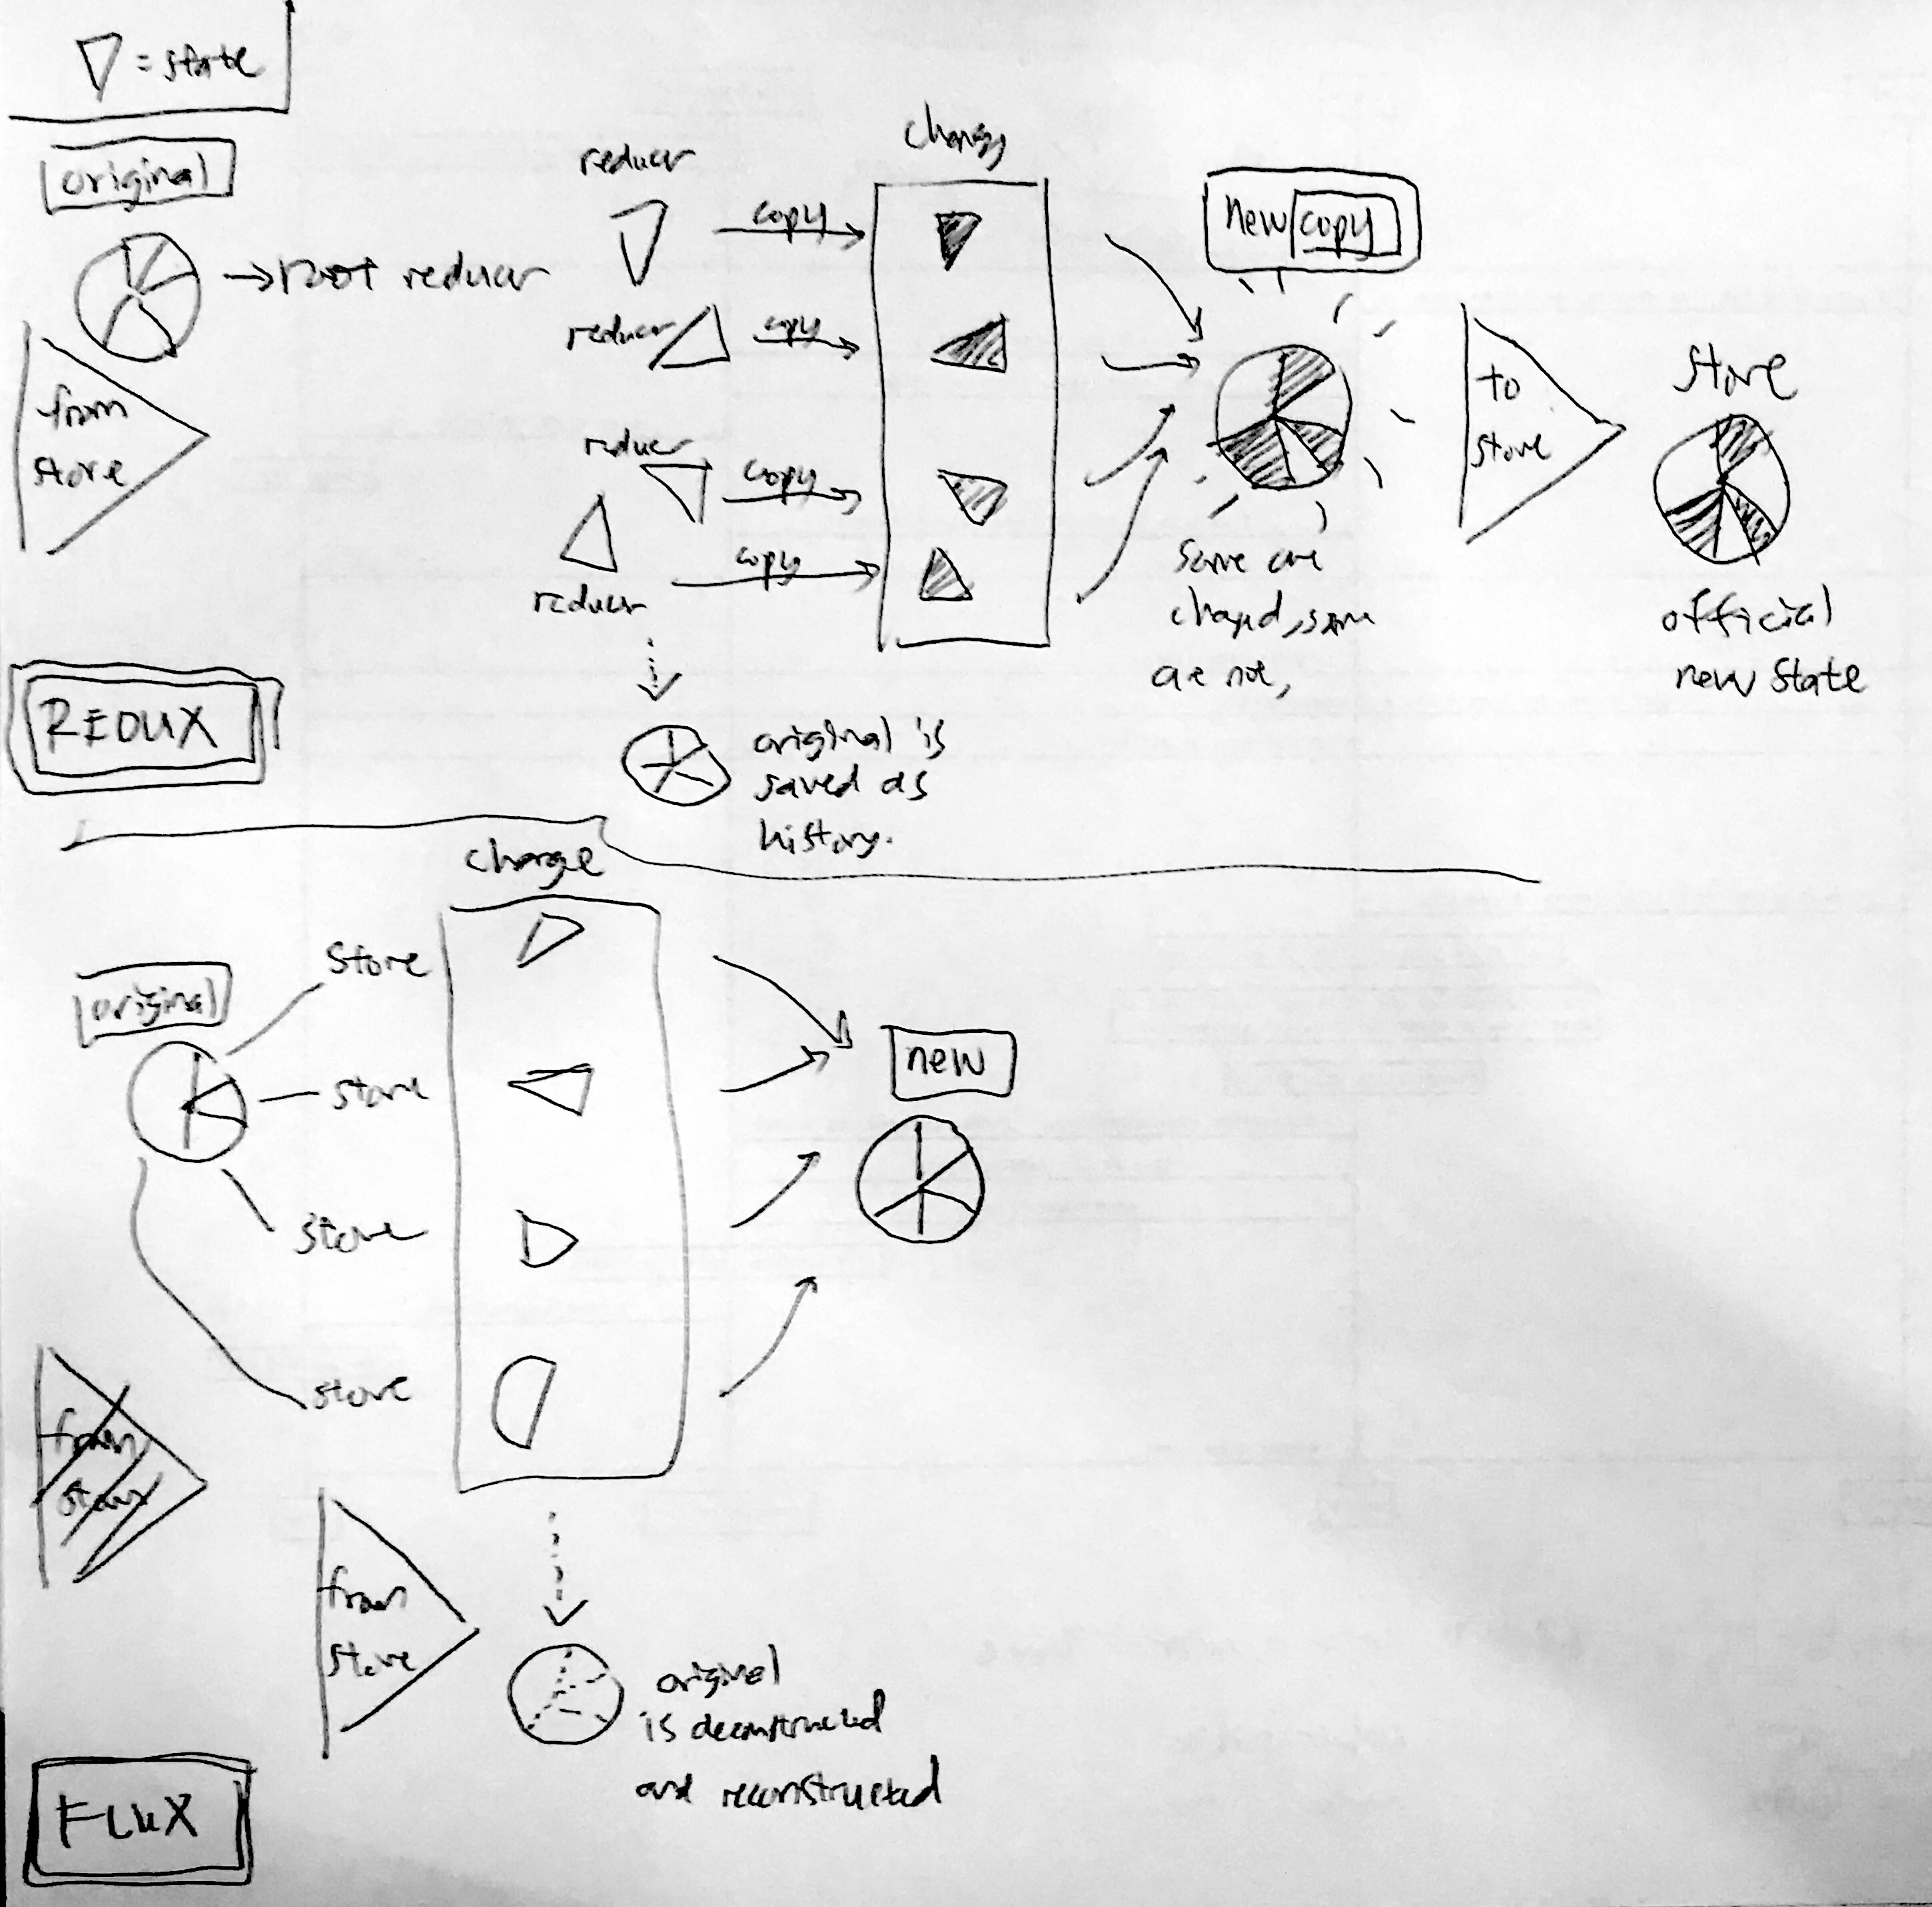 = state
original
→ root reducer
from
store
reducer
copy
reducer
copy
reducer
copy
reducer
copy
change
new copy
some are
changed, some
are not,
to
store
store
official
new state
REDUX
original is
saved as
history.
change
original
store
store
store
store
new
from
store
from
store
original
is deconstructed
and reconstructed
FLUX